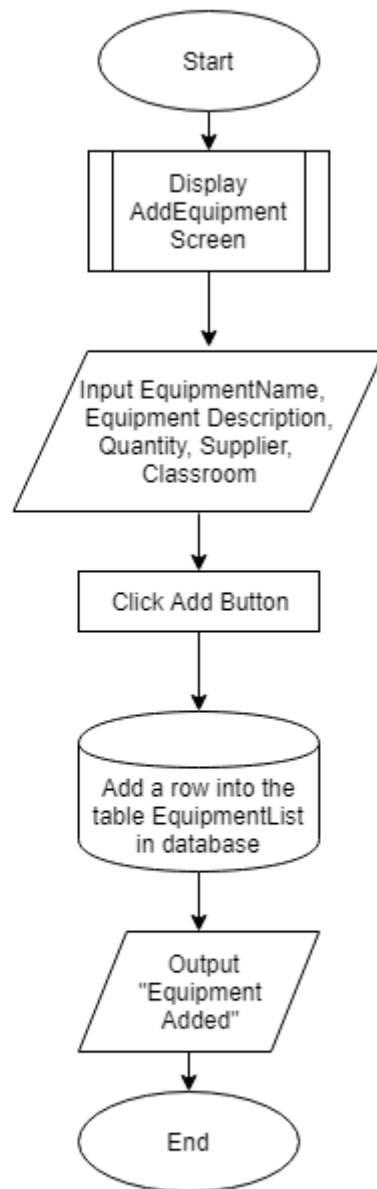 Start
Display
AddEquipment
Screen
Input EquipmentName,
Equipment Description,
Quantity, Supplier,
Classroom
Click Add Button
Add a row into the
table EquipmentList
in database
Output
"Equipment
Added"
End